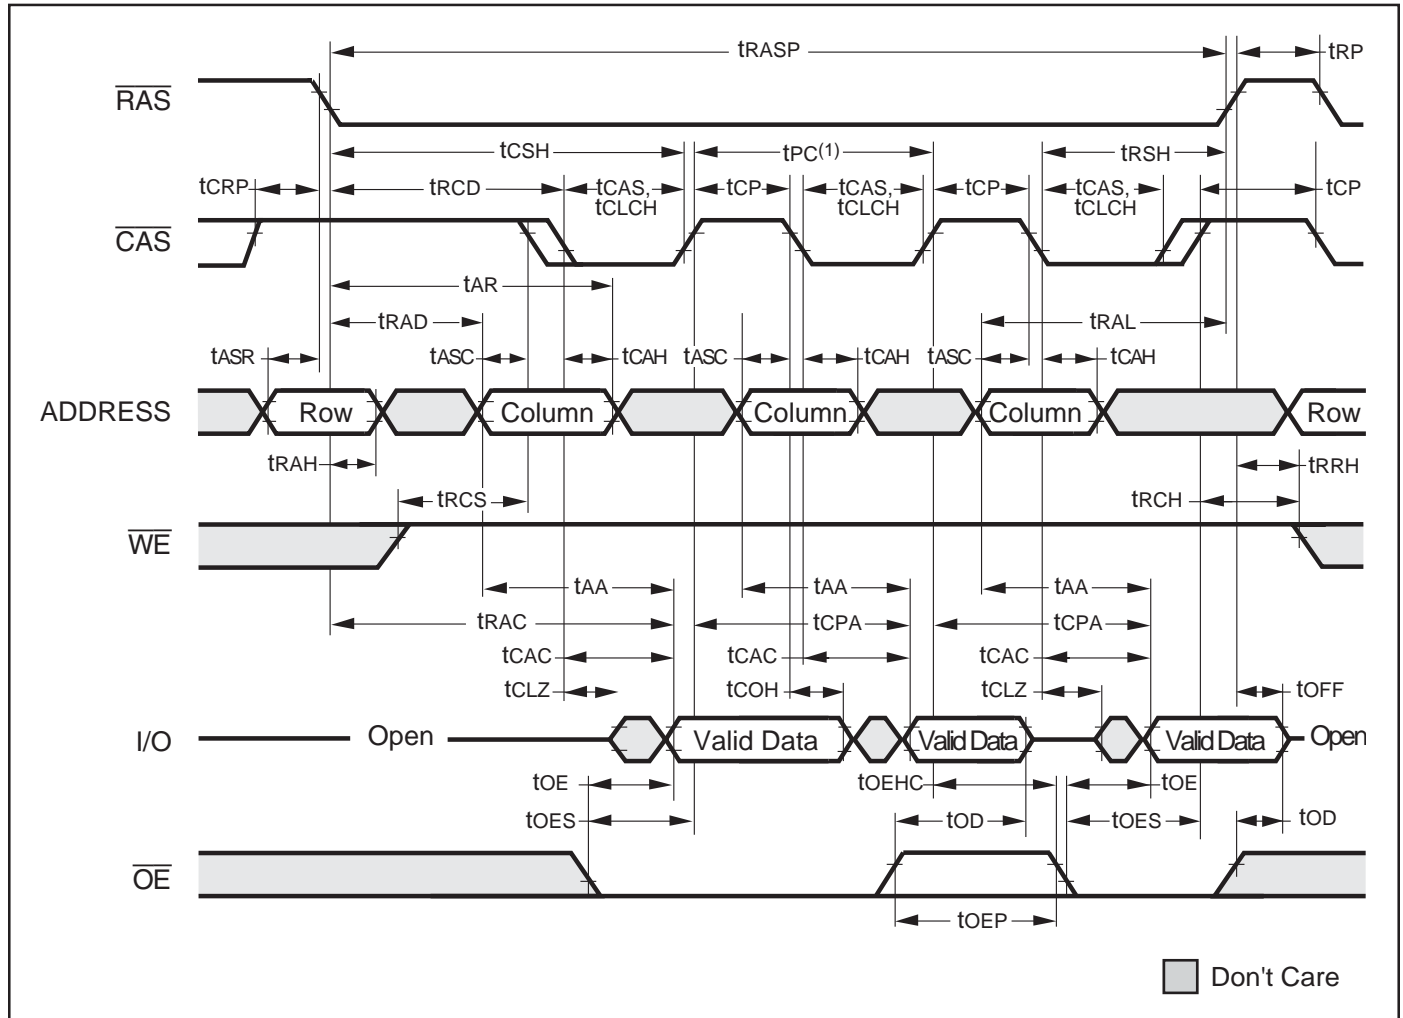 tRASP tRP
RAS
tCSH tPC(1) tRSH
tCRP tRCD tCAS, tCLCH tCP tCAS, tCLCH tCP tCAS, tCLCH tCP
CAS
tAR
tRAD tRAL
tASR tASC tCAH tASC tCAH tASC tCAH
ADDRESS Row Column Column Column Row
tRAH tRRH
tRCS tRCH
WE
tAA tAA tAA
tRAC tCPA tCPA
tCAC tCAC tCAC
tCLZ tCOH tCLZ tOFF
I/O Open Valid Data Valid Data Valid Data Open
tOE tOEHC tOE
tOES tOD tOES tOD
OE
tOEP
Don't Care